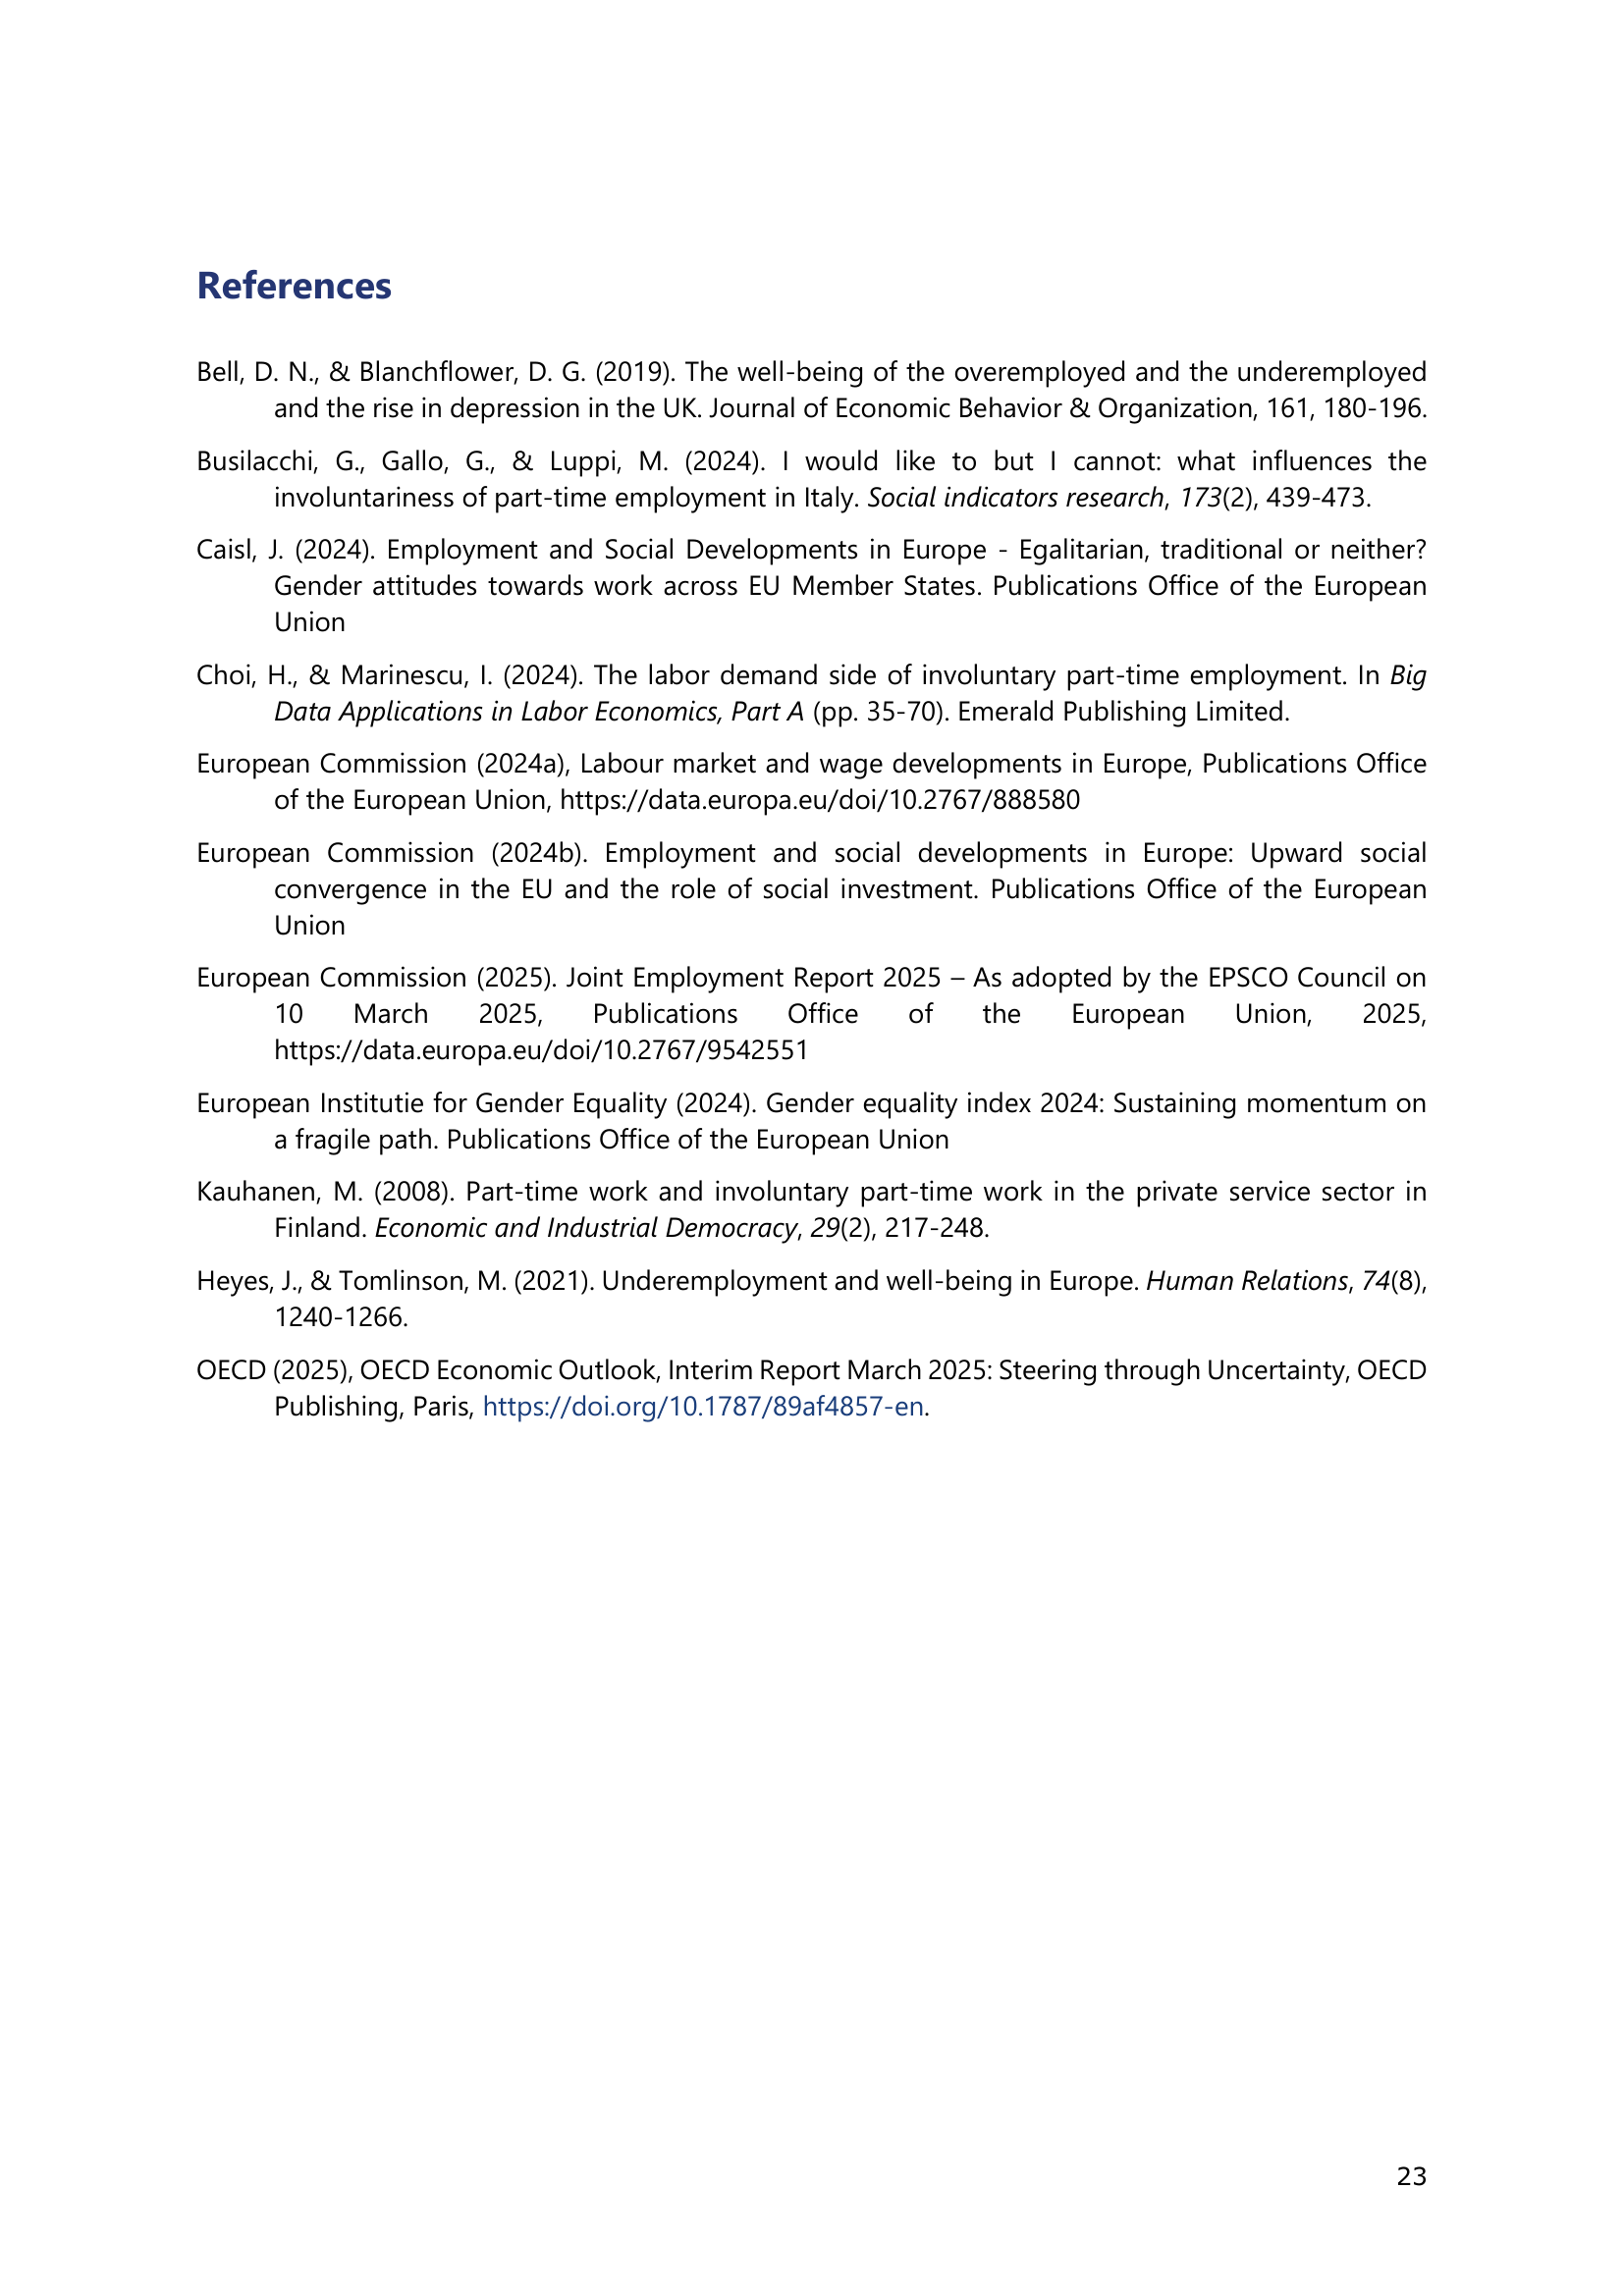 References
Bell, D. N., & Blanchflower, D. G. (2019). The well-being of the overemployed and the underemployed
and the rise in depression in the UK. Journal of Economic Behavior & Organization, 161, 180-196.
Busilacchi, G., Gallo, G., & Luppi, M. (2024). I would like to but I cannot: what influences the
involuntariness of part-time employment in Italy. Social indicators research, 173(2), 439-473.
Caisl, J. (2024). Employment and Social Developments in Europe - Egalitarian, traditional or neither?
Gender attitudes towards work across EU Member States. Publications Office of the European
Union
Choi, H., & Marinescu, I. (2024). The labor demand side of involuntary part-time employment. In Big
Data Applications in Labor Economics, Part A (pp. 35-70). Emerald Publishing Limited.
European Commission (2024a), Labour market and wage developments in Europe, Publications Office
of the European Union, https://data.europa.eu/doi/10.2767/888580
European Commission (2024b). Employment and social developments in Europe: Upward social
convergence in the EU and the role of social investment. Publications Office of the European
Union
European Commission (2025). Joint Employment Report 2025 – As adopted by the EPSCO Council on
10 March 2025, Publications Office of the European Union, 2025,
https://data.europa.eu/doi/10.2767/9542551
European Institutie for Gender Equality (2024). Gender equality index 2024: Sustaining momentum on
a fragile path. Publications Office of the European Union
Kauhanen, M. (2008). Part-time work and involuntary part-time work in the private service sector in
Finland. Economic and Industrial Democracy, 29(2), 217-248.
Heyes, J., & Tomlinson, M. (2021). Underemployment and well-being in Europe. Human Relations, 74(8),
1240-1266.
OECD (2025), OECD Economic Outlook, Interim Report March 2025: Steering through Uncertainty, OECD
Publishing, Paris, https://doi.org/10.1787/89af4857-en.
23